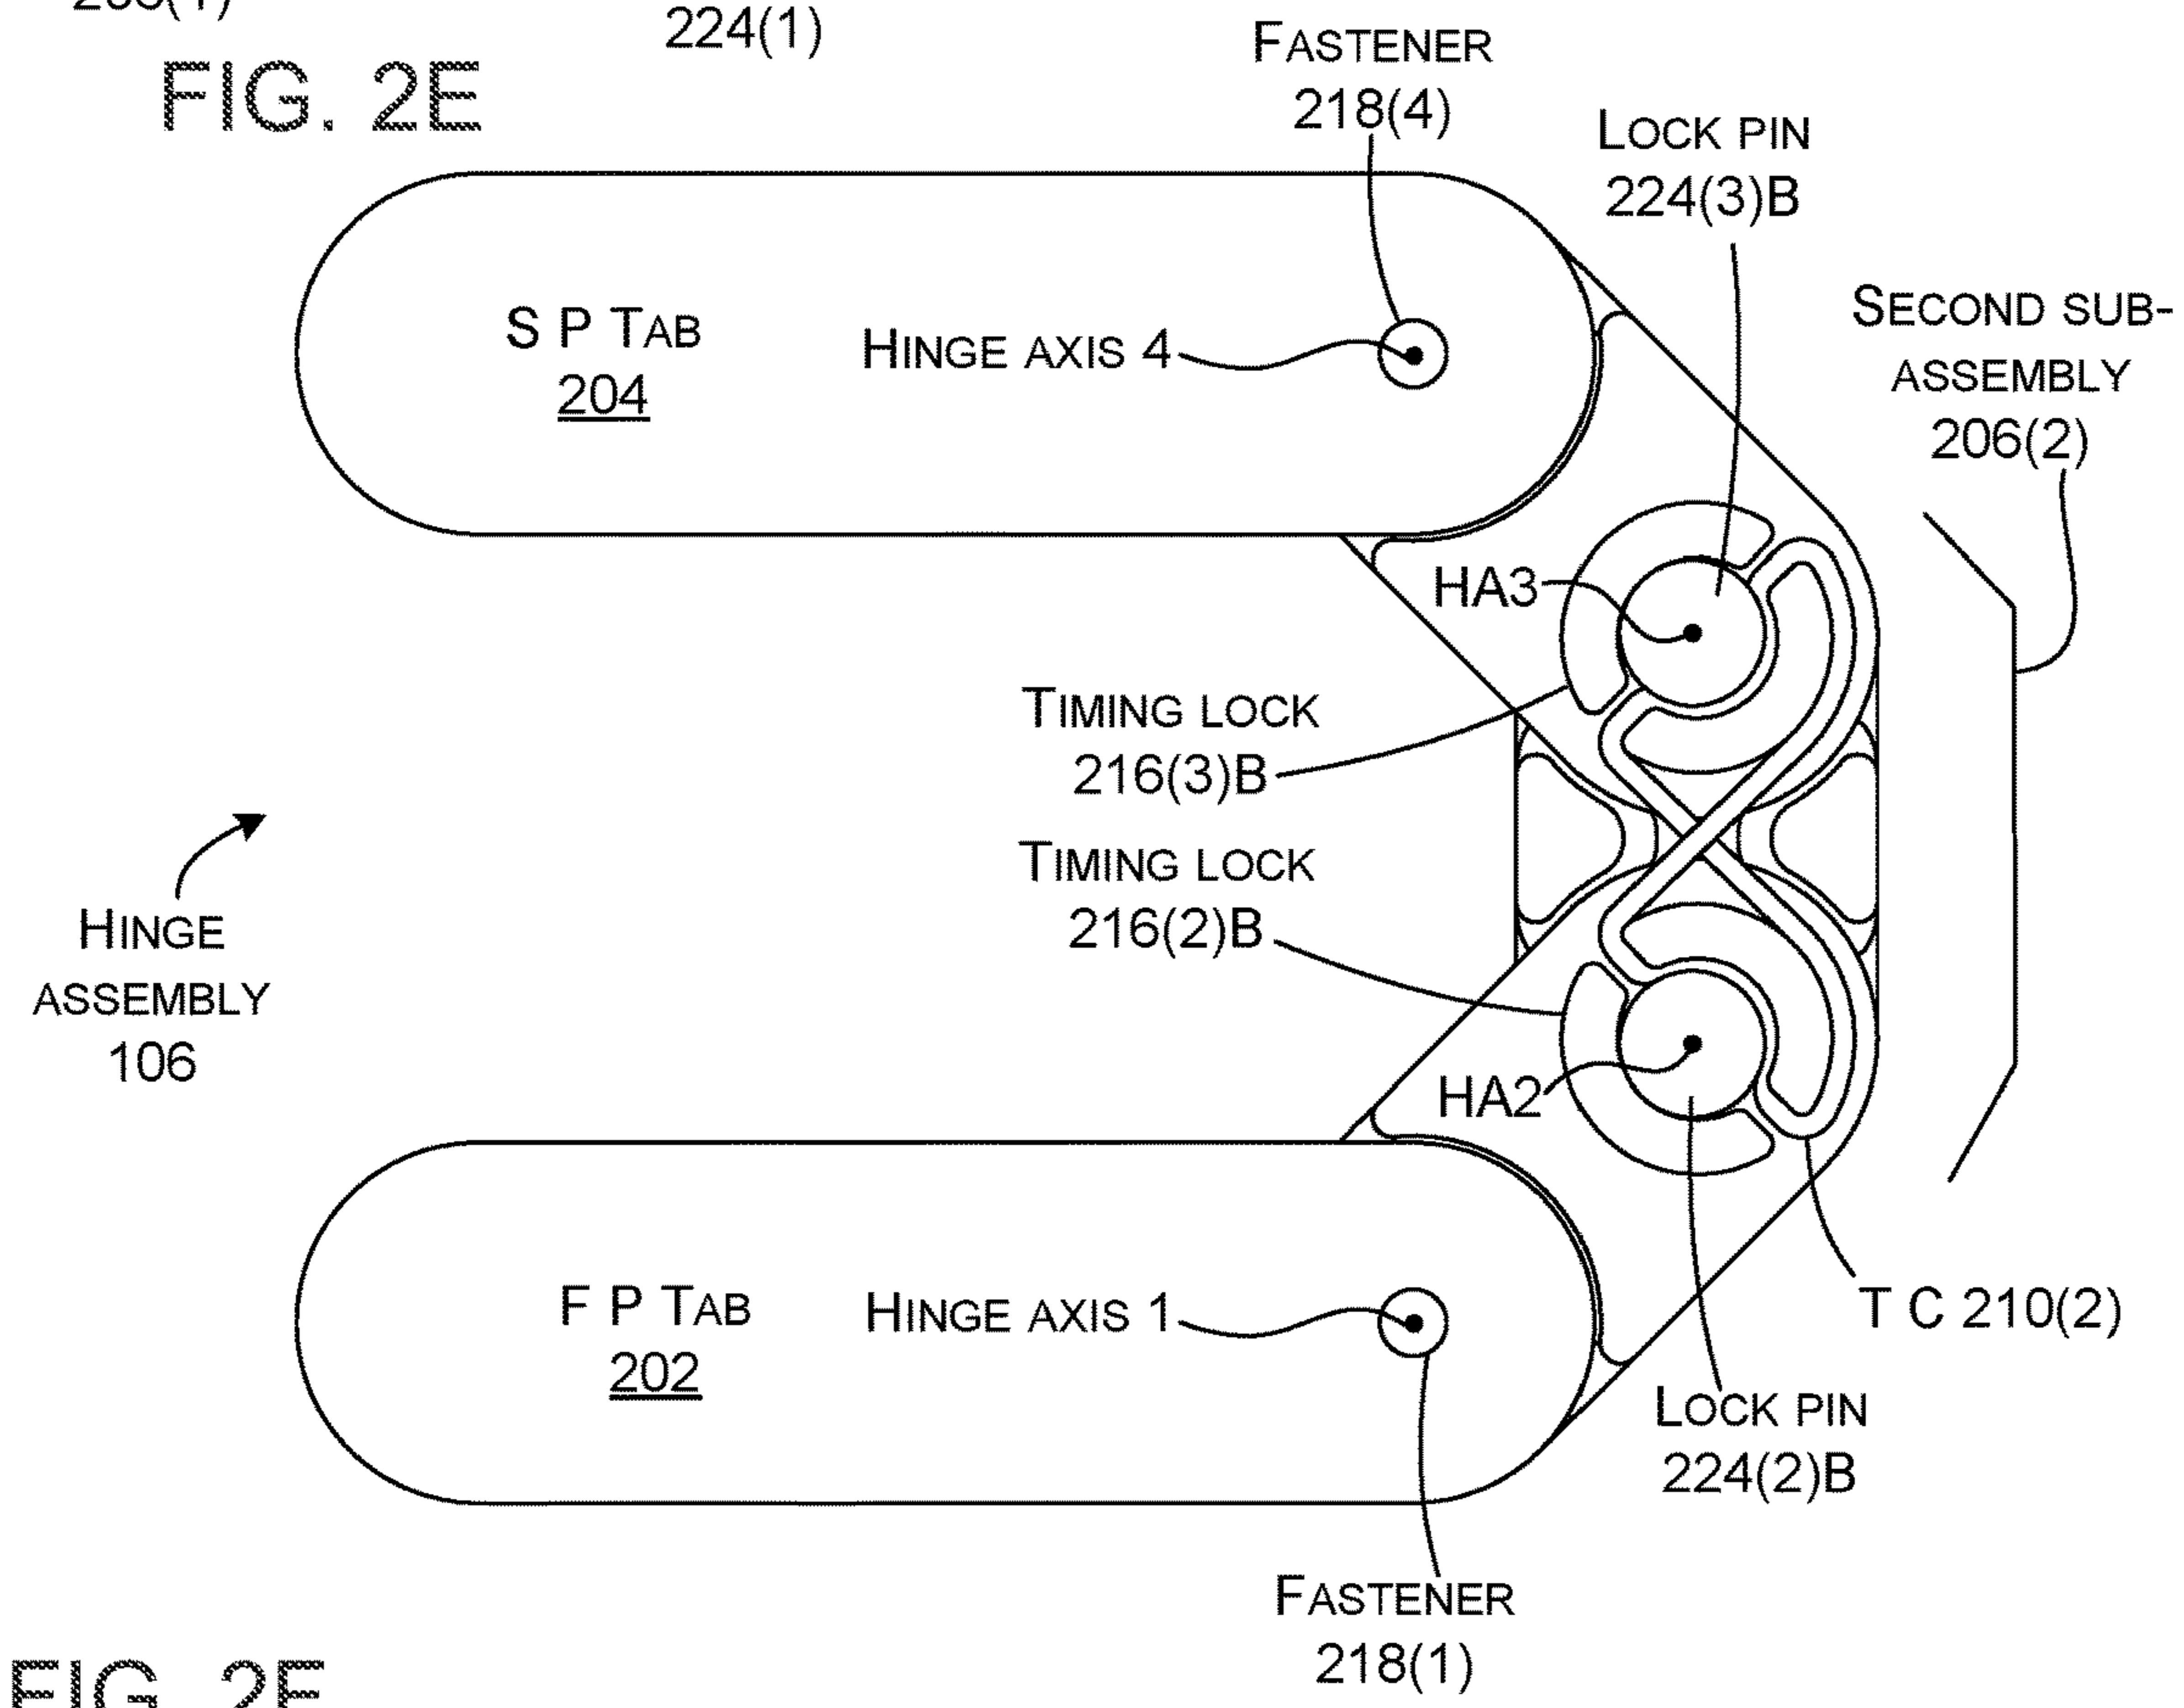 224(1)
FIG. 2E
FASTENER
218(4)
LOCK PIN
224(3)B
SECOND SUB-
ASSEMBLY
206(2)
S P TAB
204
HINGE AXIS 4
HA3
TIMING LOCK
216(3)B
TIMING LOCK
216(2)B
HINGE
ASSEMBLY
106
HA2
F P TAB
202
HINGE AXIS 1
T C 210(2)
LOCK PIN
224(2)B
FASTENER
218(1)